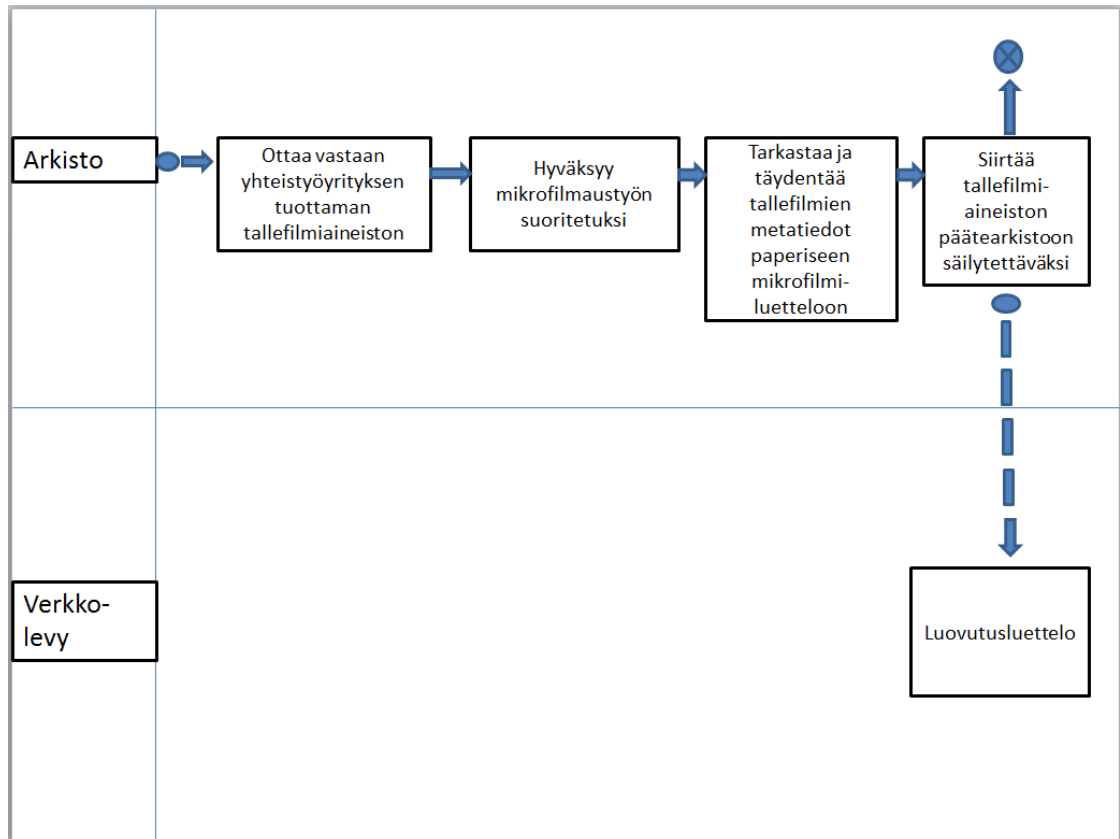 Arkisto
Ottaa vastaan
yhteistyöyrityksen
tuottaman
tallefilmiaineiston
Hyväksyy
mikrofilmaustyön
suoritetuksi
Tarkastaa ja
täydentää
tallefilmien
metatiedot
paperiseen
mikrofilmi-
luetteloon
Siirtää
tallefilmi-
aineiston
päätearkistoon
säilytettäväksi
Verkko-
levy
Luovutusluettelo